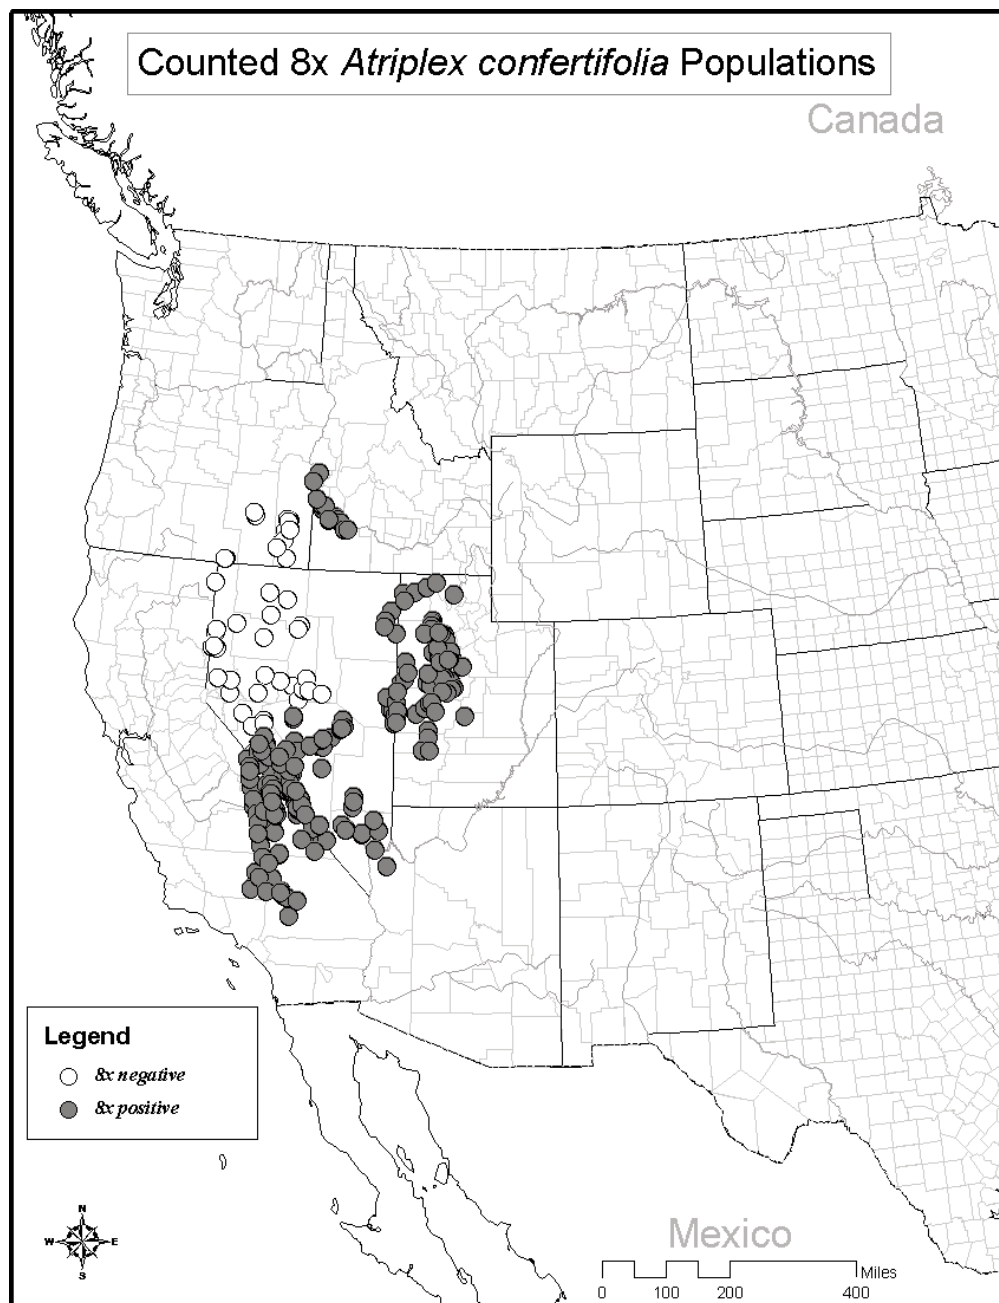 Counted 8x Atriplex confertifolia Populations
Canada
Legend
8x negative
8x positive
N
W E
S
Mexico
Miles
0 100 200 400